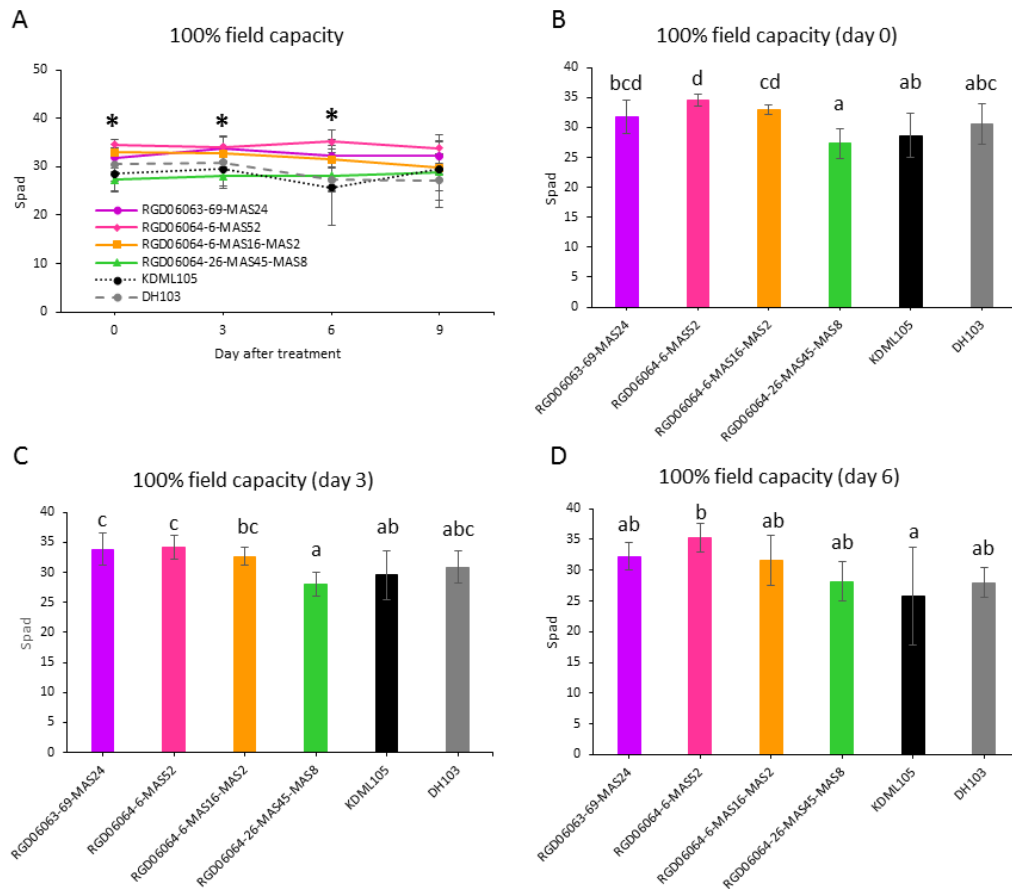 A
100% field capacity
50
40
30
20
10
0
Spad
* * *
RGD06063-69-MAS24
RGD06064-6-MAS52
RGD06064-6-MAS16-MAS2
RGD06064-26-MAS45-MAS8
KDML105
DH103
0 3 6 9
Day after treatment
B
100% field capacity (day 0)
40
35
30
25
20
15
10
5
0
Spad
bcd d cd a ab abc
RGD06063-69-MAS24
RGD06064-6-MAS52
RGD06064-6-MAS16-MAS2
RGD06064-26-MAS45-MAS8
KDML105
DH103
C
100% field capacity (day 3)
40
35
30
25
20
15
10
5
0
Spad
c c bc a ab abc
RGD06063-69-MAS24
RGD06064-6-MAS52
RGD06064-6-MAS16-MAS2
RGD06064-26-MAS45-MAS8
KDML105
DH103
D
100% field capacity (day 6)
40
35
30
25
20
15
10
5
0
Spad
ab b ab ab a ab
RGD06063-69-MAS24
RGD06064-6-MAS52
RGD06064-6-MAS16-MAS2
RGD06064-26-MAS45-MAS8
KDML105
DH103